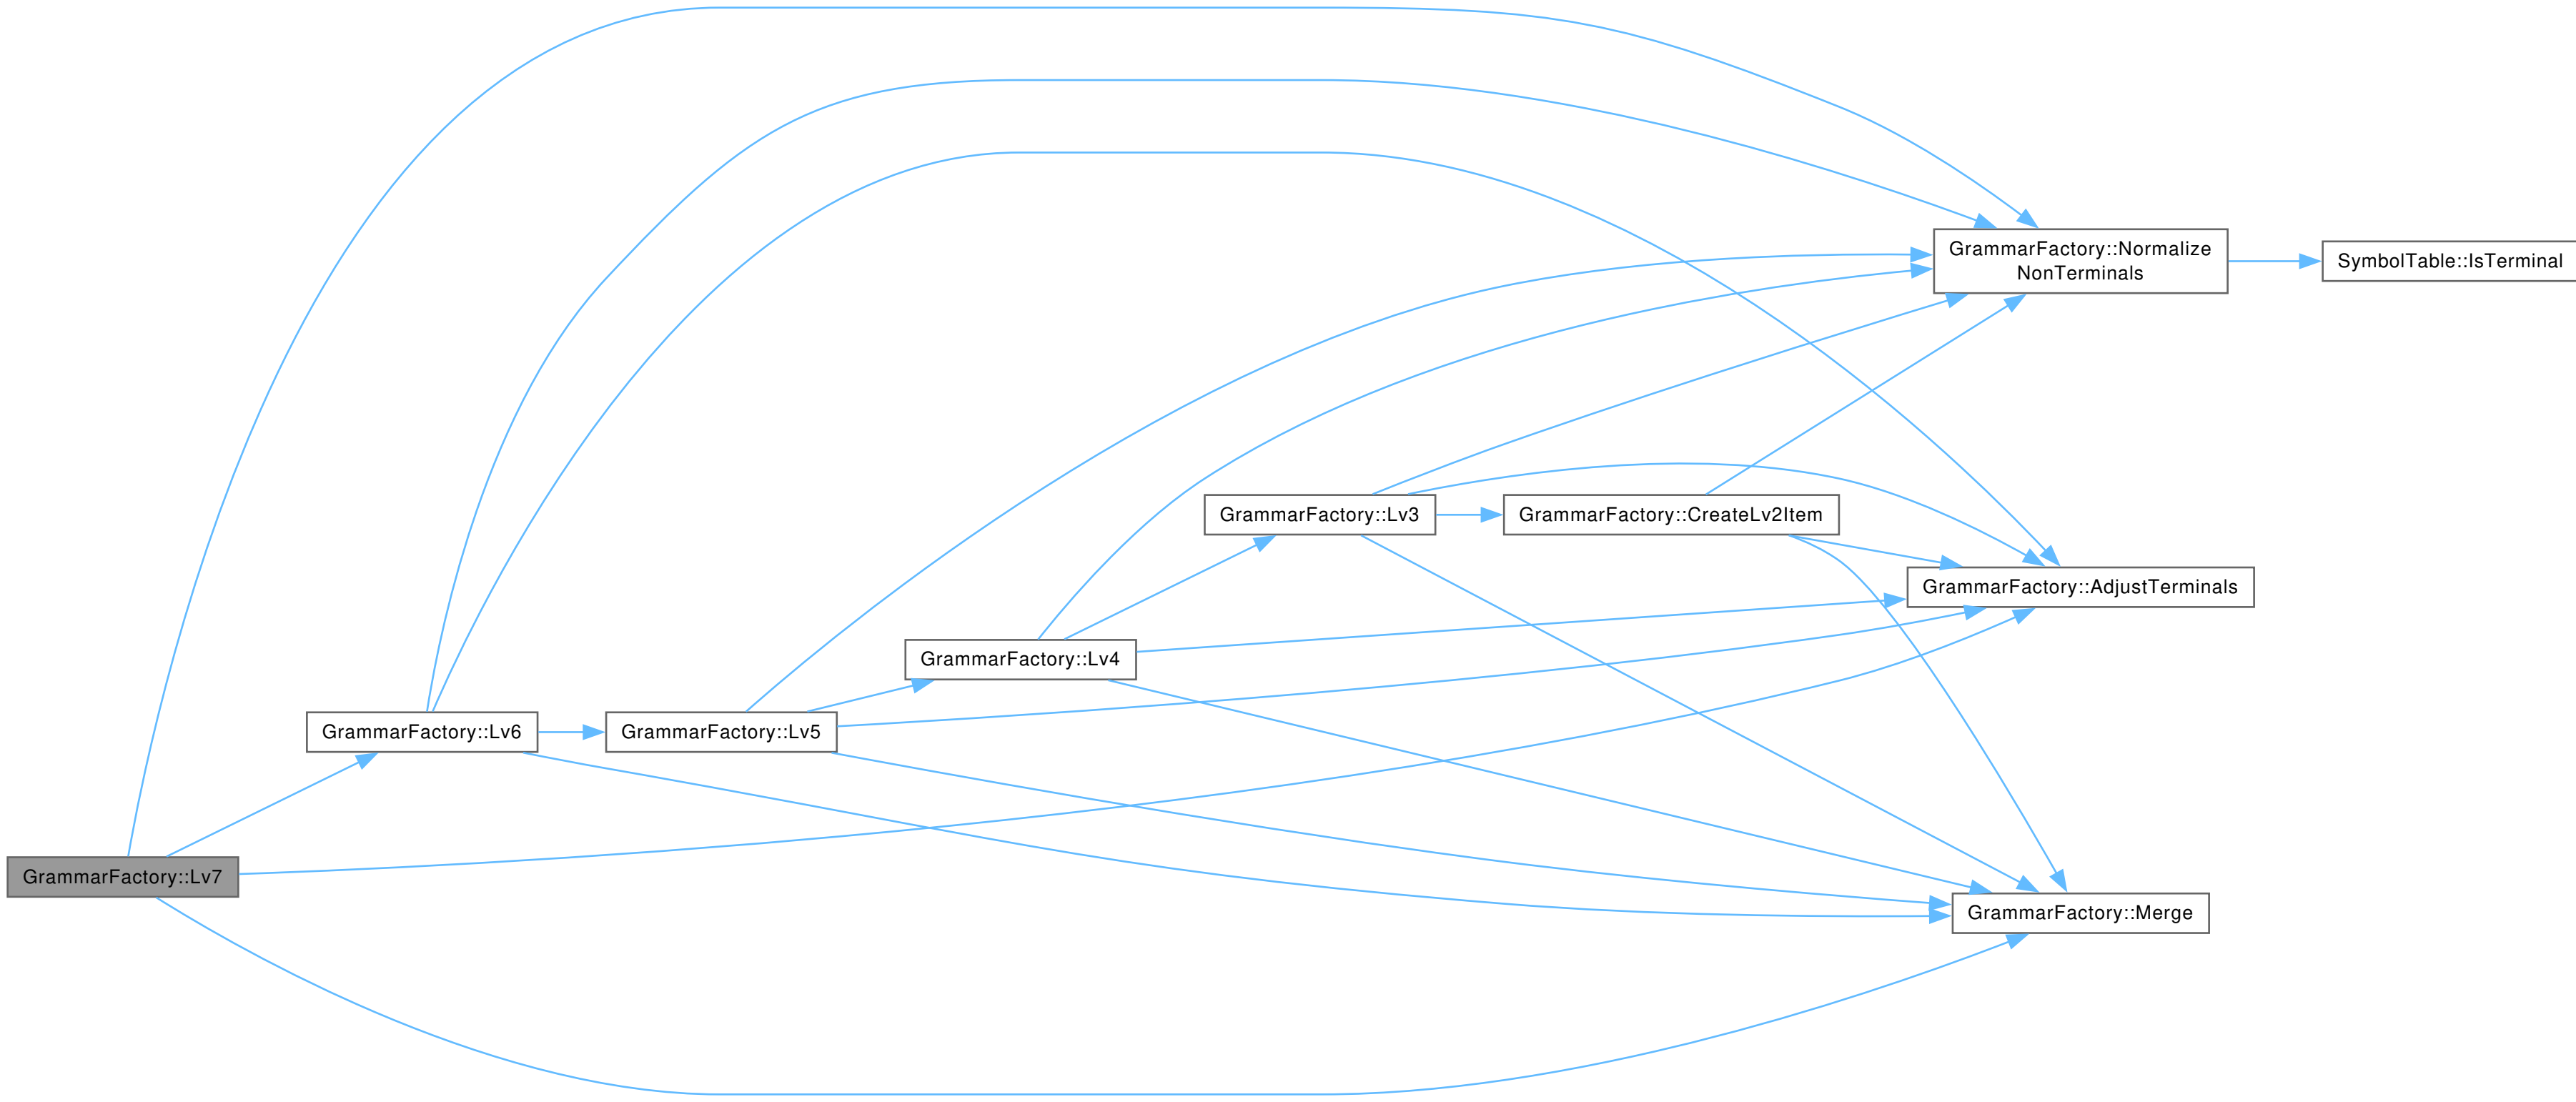 GrammarFactory::Normalize
NonTerminals
SymbolTable::IsTerminal
GrammarFactory::Lv3
GrammarFactory::CreateLv2Item
GrammarFactory::AdjustTerminals
GrammarFactory::Lv4
GrammarFactory::Lv6
GrammarFactory::Lv5
GrammarFactory::Lv7
GrammarFactory::Merge